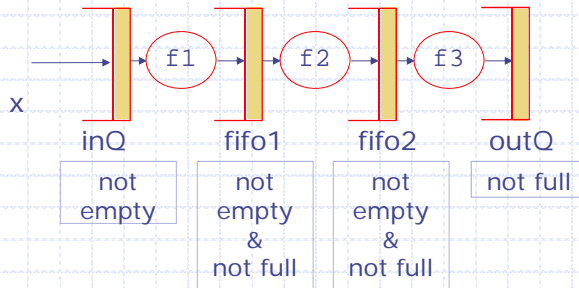 f1 f2 f3
x
inQ fifo1 fifo2 outQ
not not not not full
empty empty empty
& &
not full not full